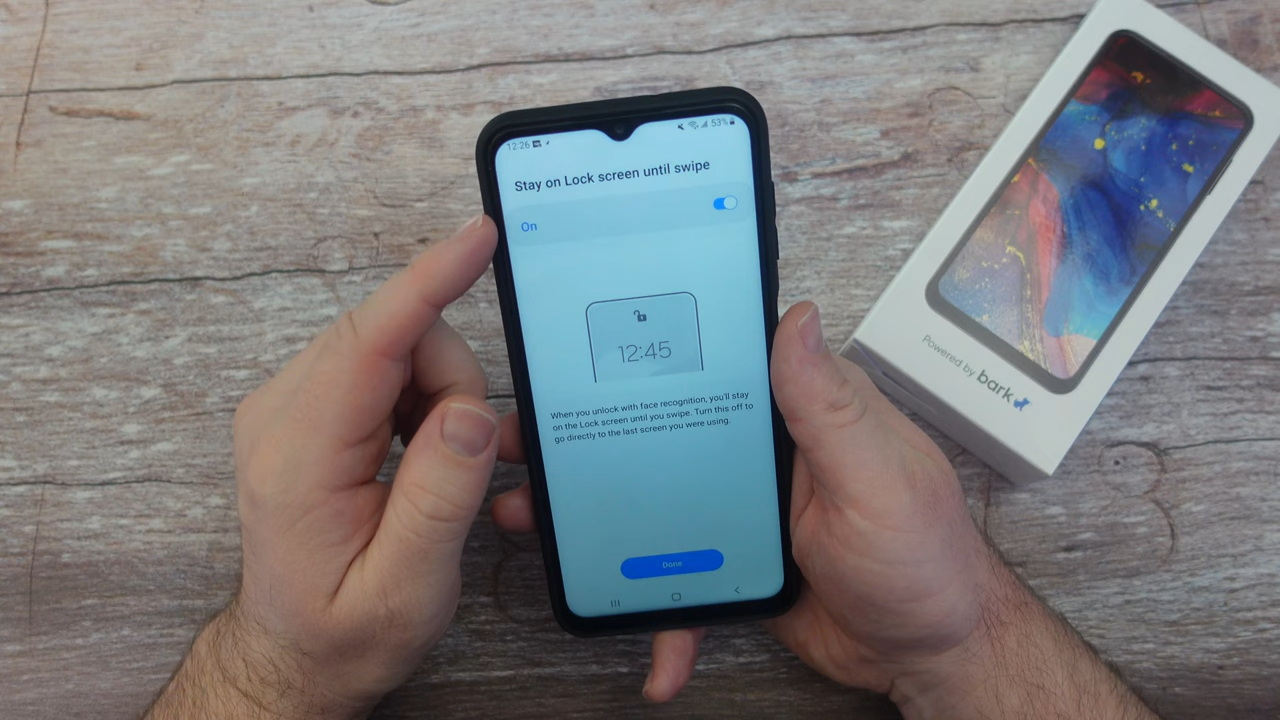 12:26
53%
Stay on Lock screen until swipe
On
12:45
When you unlock with face recognition, you'll stay
on the Lock screen until you swipe. Turn this off to
go directly to the last screen you were using.
Done
Powered by bark